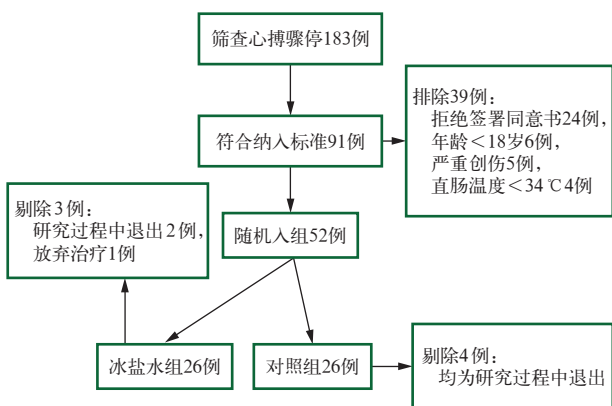 筛查心搏骤停183例
符合纳入标准91例
排除39例：
拒绝签署同意书24例，
年龄＜18岁6例，
严重创伤5例，
直肠温度＜34 ℃ 4例
剔除3例：
研究过程中退出2例，
放弃治疗1例
随机入组52例
冰盐水组26例
对照组26例
剔除4例：
均为研究过程中退出